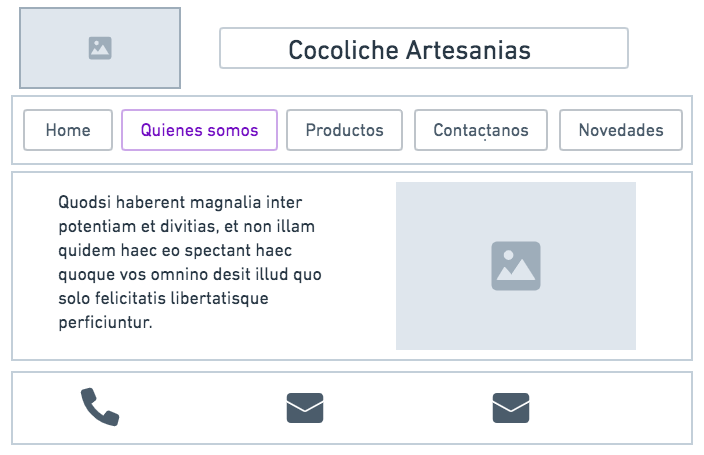 Cocoliche Artesanias
Home
Quienes somos
Productos
Contactanos
Novedades
Quodsi haberent magnalia inter
potentiam et divitias, et non illam
quidem haec eo spectant haec
quoque vos omnino desit illud quo
solo felicitatis libertatisque
perficiuntur.